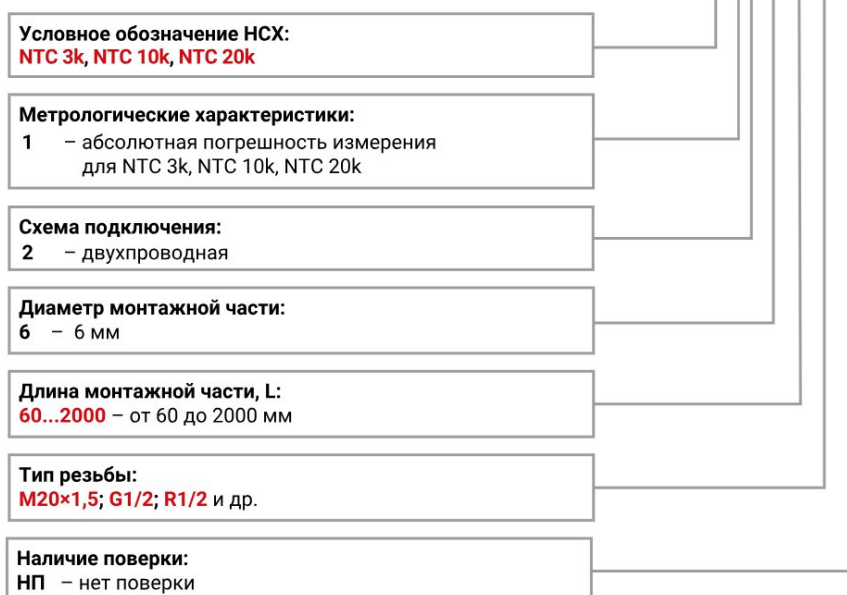 Условное обозначение НСХ:
NTC 3k, NTC 10k, NTC 20k
Метрологические характеристики:
1 – абсолютная погрешность измерения
для NTC 3k, NTC 10k, NTC 20k
Схема подключения:
2 – двухпроводная
Диаметр монтажной части:
6 – 6 мм
Длина монтажной части, L:
60...2000 – от 60 до 2000 мм
Тип резьбы:
M20×1,5; G1/2; R1/2 и др.
Наличие поверки:
НП – нет поверки